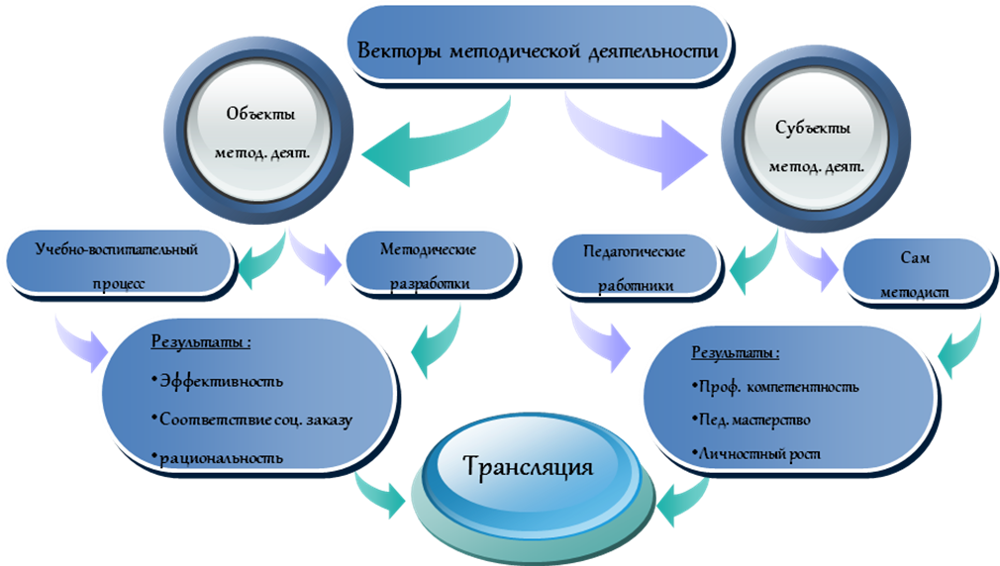 Векторы методической деятельности
Объекты
метод. деят.
Субъекты
метод. деят.
Учебно-воспитательный
процесс
Методические
разработки
Педагогические
работники
Сам
методист
Результаты :
•Эффективность
•Соответствие соц. заказу
•рациональность
Результаты :
•Проф. компетентность
•Пед. мастерство
•Личностный рост
Трансляция